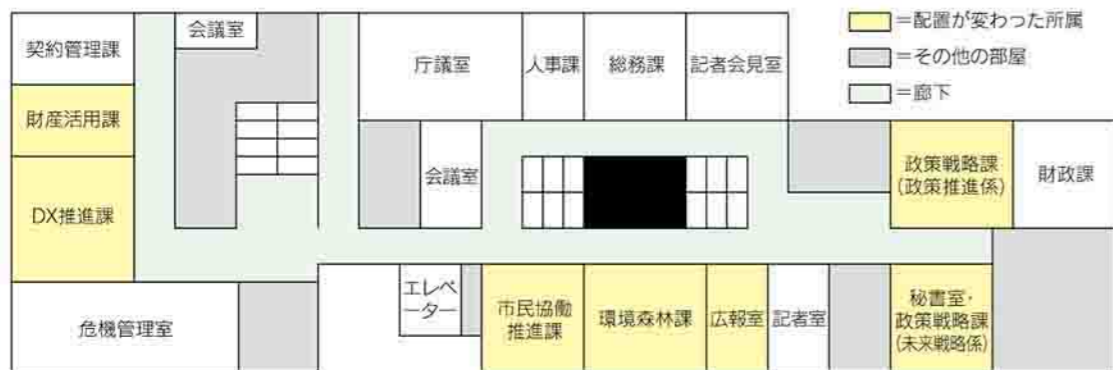 契約管理課
財産活用課
DX推進課
危機管理室
会議室
庁議室
人事課
総務課
記者会見室
会議室
エレベ
ーター
市民協働
推進課
環境森林課
広報室
記者室
政策戦略課
(政策推進係)
財政課
秘書室・
政策戦略課
(未来戦略係)
=配置が変わった所属
=その他の部屋
=廊下